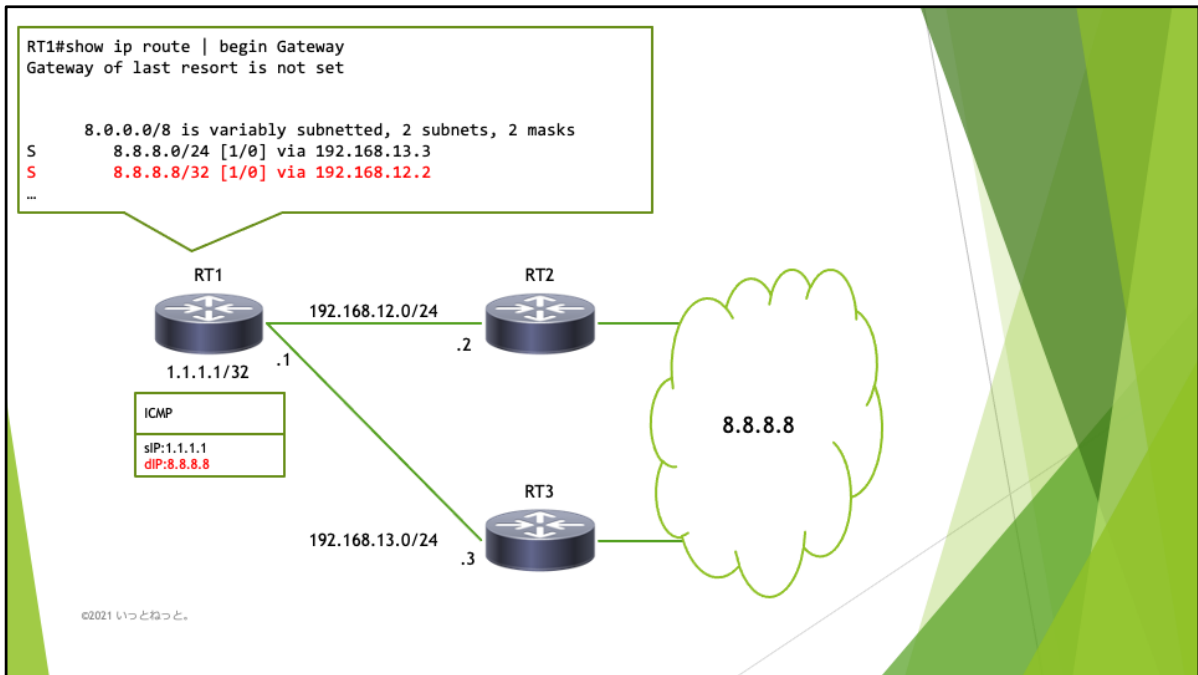 RT1#show ip route | begin Gateway
Gateway of last resort is not set
8.0.0.0/8 is variably subnetted, 2 subnets, 2 masks
S 8.8.8.0/24 [1/0] via 192.168.13.3
S 8.8.8.8/32 [1/0] via 192.168.12.2
…
RT1
RT2
192.168.12.0/24
.2
.1
1.1.1.1/32
ICMP
sIP:1.1.1.1
dIP:8.8.8.8
8.8.8.8
RT3
192.168.13.0/24
.3
©2021 いっとねっと。